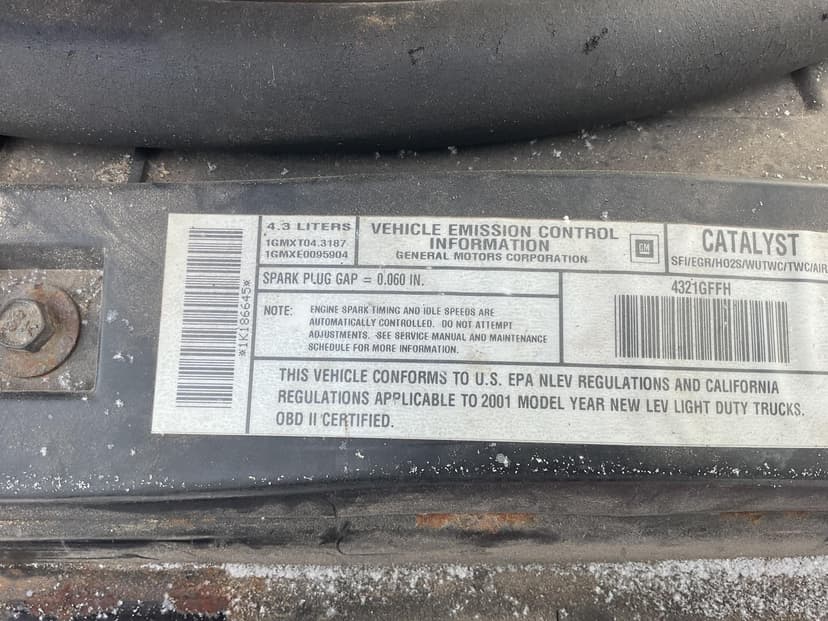 *1K186645*
4.3 LITERS
1GMXT04.3187
1GMXE0095904
VEHICLE EMISSION CONTROL
INFORMATION
GENERAL MOTORS CORPORATION
GM
CATALYST
SFI/EGR/HO2S/WUTWC/TWC/AIR
SPARK PLUG GAP = 0.060 IN.
NOTE: ENGINE SPARK TIMING AND IDLE SPEEDS ARE
AUTOMATICALLY CONTROLLED. DO NOT ATTEMPT
ADJUSTMENTS. SEE SERVICE MANUAL AND MAINTENANCE
SCHEDULE FOR MORE INFORMATION.
4321GFFH
THIS VEHICLE CONFORMS TO U.S. EPA NLEV REGULATIONS AND CALIFORNIA
REGULATIONS APPLICABLE TO 2001 MODEL YEAR NEW LEV LIGHT DUTY TRUCKS.
OBD II CERTIFIED.